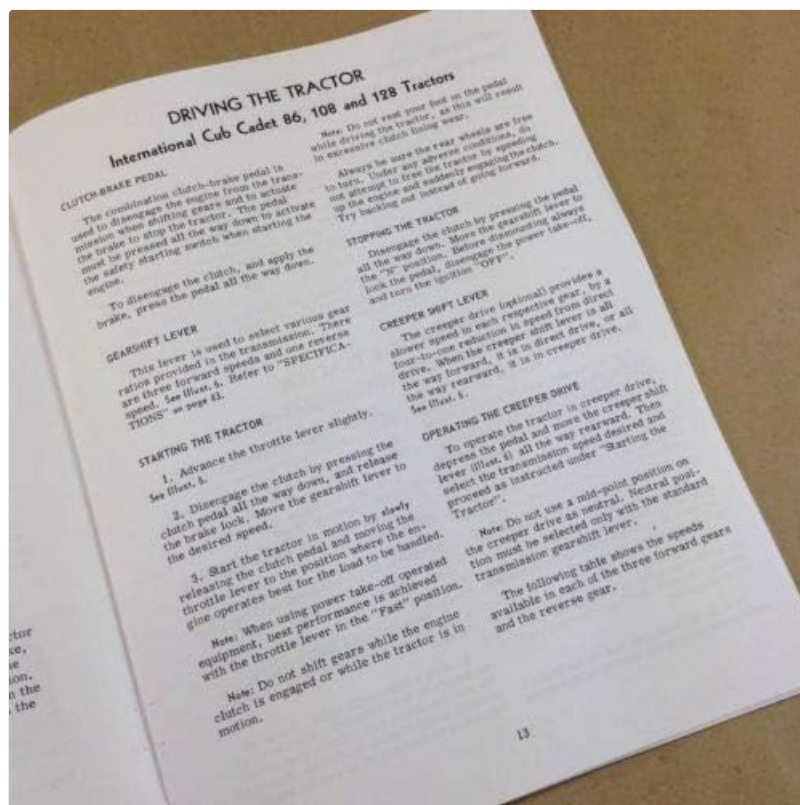 DRIVING THE TRACTOR
International Cub Cadet 86, 108 and 128 Tractors
CLUTCH-BRAKE PEDAL
The combination clutch-brake pedal is
used to disengage the engine from the trans-
mission when shifting gears and to actuate
the brake to stop the tractor. The pedal
must be pressed all the way down to activate
the safety starting switch when starting the
engine.
To disengage the clutch, and apply the
brake, press the pedal all the way down.
GEARSHIFT LEVER
This lever is used to select various gear
ratios provided in the transmission. There
are three forward speeds and one reverse
speed. See Illust. 6. Refer to "SPECIFICA-
TIONS" on page 43.
STARTING THE TRACTOR
1. Advance the throttle lever slightly.
See Illust. 5.
2. Disengage the clutch by pressing the
clutch pedal all the way down, and release
the brake lock. Move the gearshift lever to
the desired speed.
3. Start the tractor in motion by slowly
releasing the clutch pedal and moving the
throttle lever to the position where the en-
gine operates best for the load to be handled.
Note: When using power take-off operated
equipment, best performance is achieved
with the throttle lever in the "Fast" position.
Note: Do not shift gears while the engine
clutch is engaged or while the tractor is in
motion.
Note: Do not rest your foot on the pedal
while driving the tractor, as this will result
in excessive clutch lining wear.
Always be sure the rear wheels are free
to turn. Under any adverse conditions, do
not attempt to free the tractor by speeding
up the engine and suddenly engaging the clutch.
Try backing out instead of going forward.
STOPPING THE TRACTOR
Disengage the clutch by pressing the pedal
all the way down. Move the gearshift lever to
the "N" position. Before dismounting always
lock the pedal, disengage the power take-off,
and turn the ignition "OFF".
CREEPER SHIFT LEVER
The creeper drive (optional) provides a
slower speed in each respective gear, by a
four-to-one reduction in speed from direct
drive. When the creeper shift lever is all
the way forward, it is in direct drive, or all
the way rearward, it is in creeper drive.
See Illust. 5.
OPERATING THE CREEPER DRIVE
To operate the tractor in creeper drive,
depress the pedal and move the creeper shift
lever (Illust. 5) all the way rearward. Then
select the transmission speed desired and
proceed as instructed under "Starting the
Tractor".
Note: Do not use a mid-point position on
the creeper drive as neutral. Neutral posi-
tion must be selected only with the standard
transmission gearshift lever.
The following table shows the speeds
available in each of the three forward gears
and the reverse gear.
13
the
the